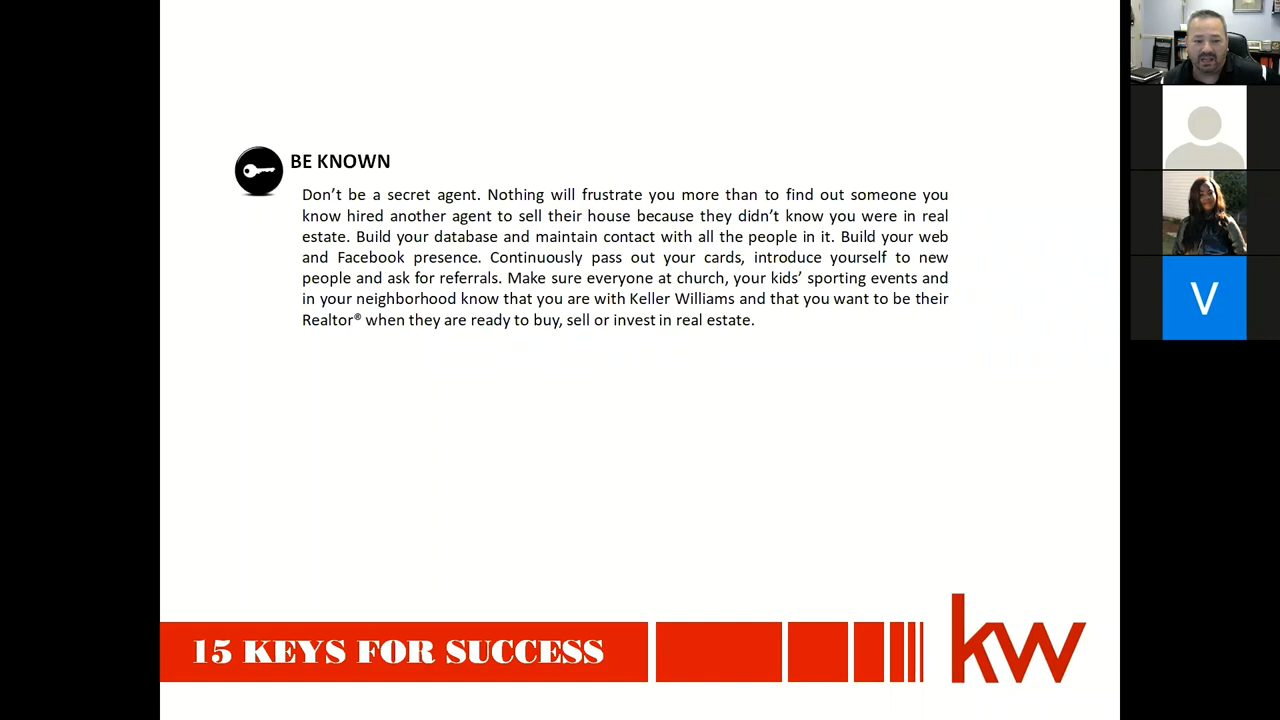 BE KNOWN
Don’t be a secret agent. Nothing will frustrate you more than to find out someone you
know hired another agent to sell their house because they didn’t know you were in real
estate. Build your database and maintain contact with all the people in it. Build your web
and Facebook presence. Continuously pass out your cards, introduce yourself to new
people and ask for referrals. Make sure everyone at church, your kids’ sporting events and
in your neighborhood know that you are with Keller Williams and that you want to be their
Realtor® when they are ready to buy, sell or invest in real estate.
15 KEYS FOR SUCCESS
kw
V